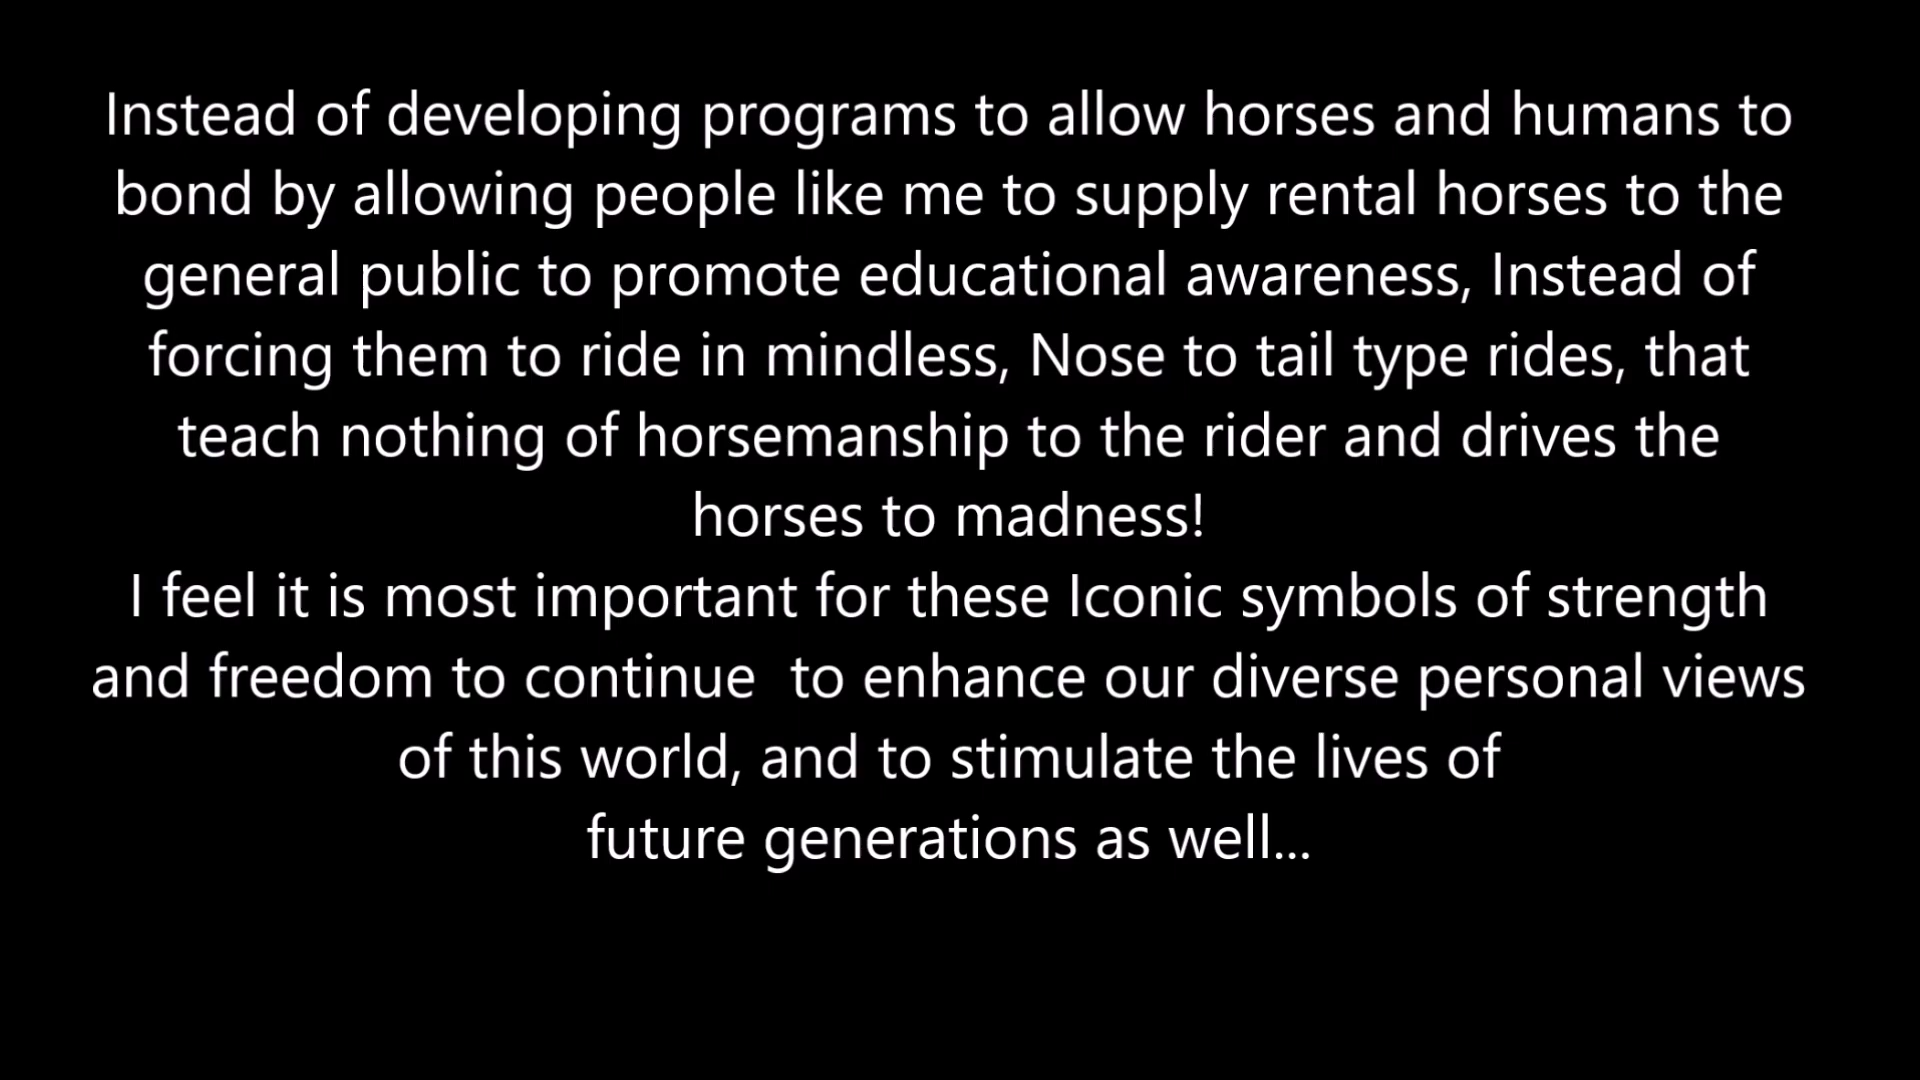 Instead of developing programs to allow horses and humans to
bond by allowing people like me to supply rental horses to the
general public to promote educational awareness, Instead of
forcing them to ride in mindless, Nose to tail type rides, that
teach nothing of horsemanship to the rider and drives the
horses to madness!
I feel it is most important for these Iconic symbols of strength
and freedom to continue  to enhance our diverse personal views
of this world, and to stimulate the lives of
future generations as well...